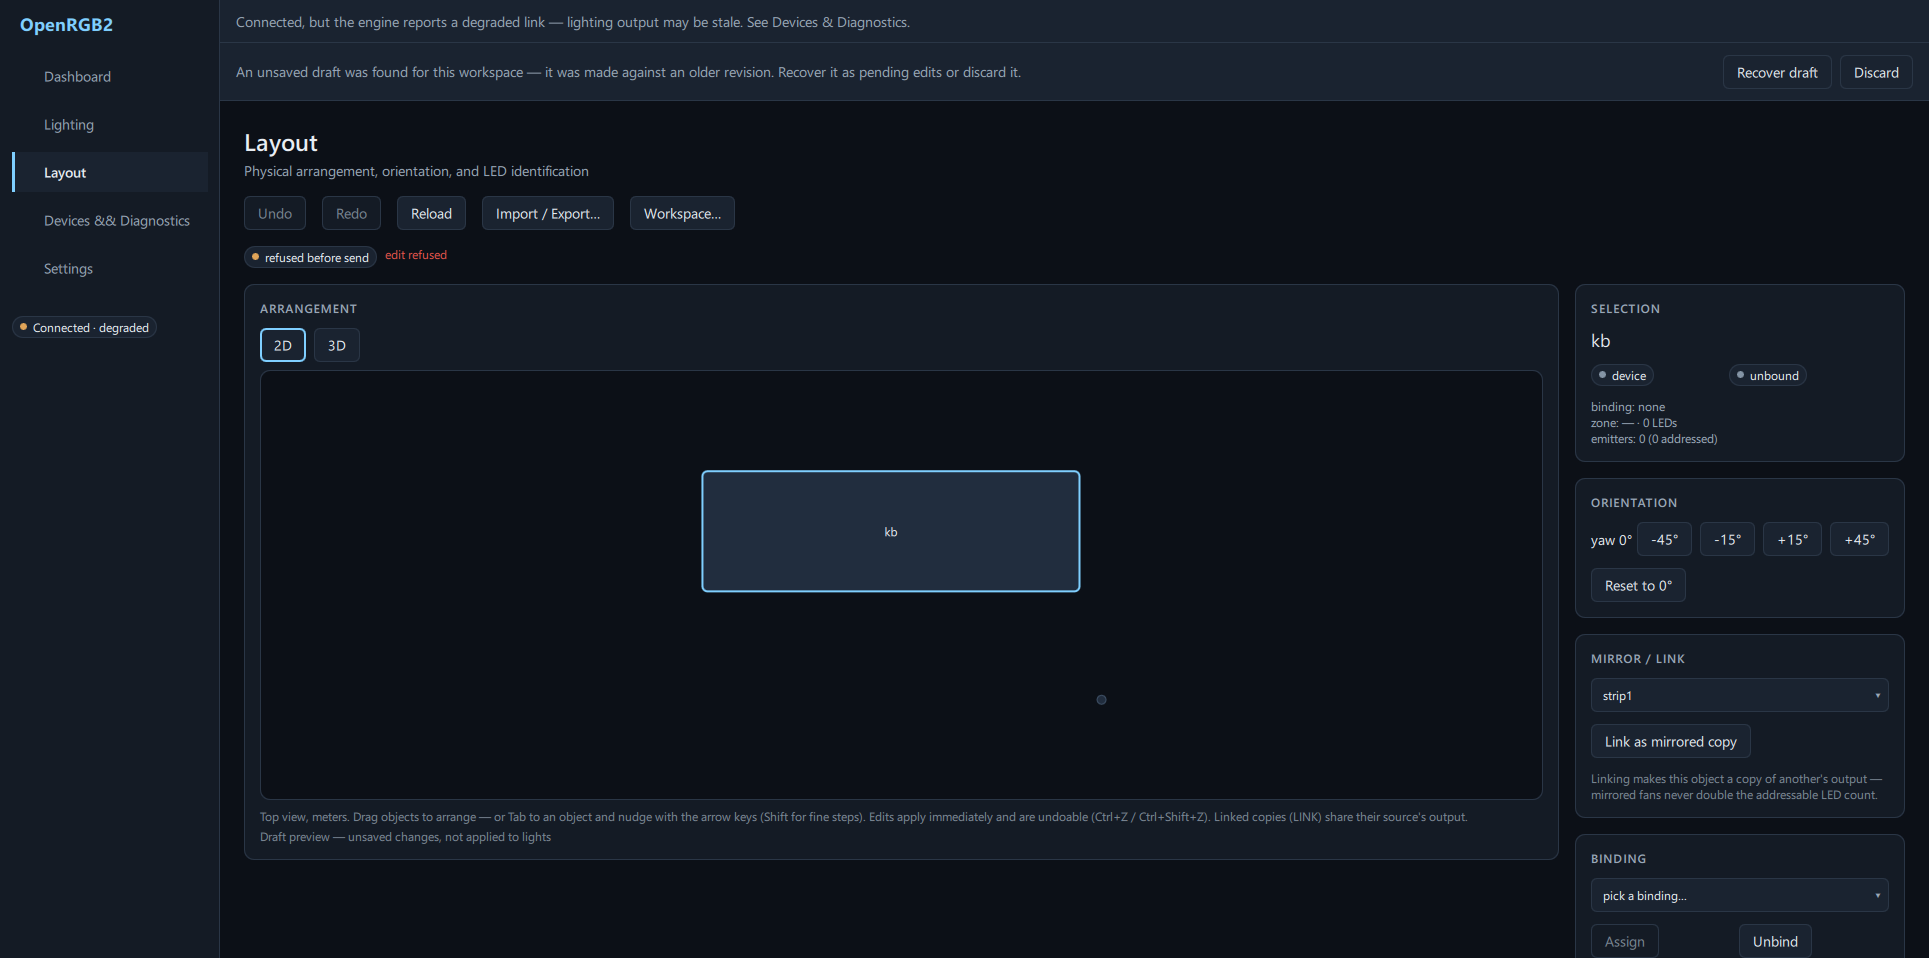 OpenRGB2
Dashboard
Lighting
Layout
Devices && Diagnostics
Settings
Connected · degraded
Connected, but the engine reports a degraded link — lighting output may be stale. See Devices & Diagnostics.
An unsaved draft was found for this workspace — it was made against an older revision. Recover it as pending edits or discard it.
Recover draft
Discard
Layout
Physical arrangement, orientation, and LED identification
Undo
Redo
Reload
Import / Export...
Workspace...
refused before send
edit refused
ARRANGEMENT
2D
3D
kb
Top view, meters. Drag objects to arrange — or Tab to an object and nudge with the arrow keys (Shift for fine steps). Edits apply immediately and are undoable (Ctrl+Z / Ctrl+Shift+Z). Linked copies (LINK) share their source's output.
Draft preview — unsaved changes, not applied to lights
SELECTION
kb
device
unbound
binding: none
zone: — · 0 LEDs
emitters: 0 (0 addressed)
ORIENTATION
yaw 0°
-45°
-15°
+15°
+45°
Reset to 0°
MIRROR / LINK
strip1
Link as mirrored copy
Linking makes this object a copy of another's output —
mirrored fans never double the addressable LED count.
BINDING
pick a binding...
Assign
Unbind